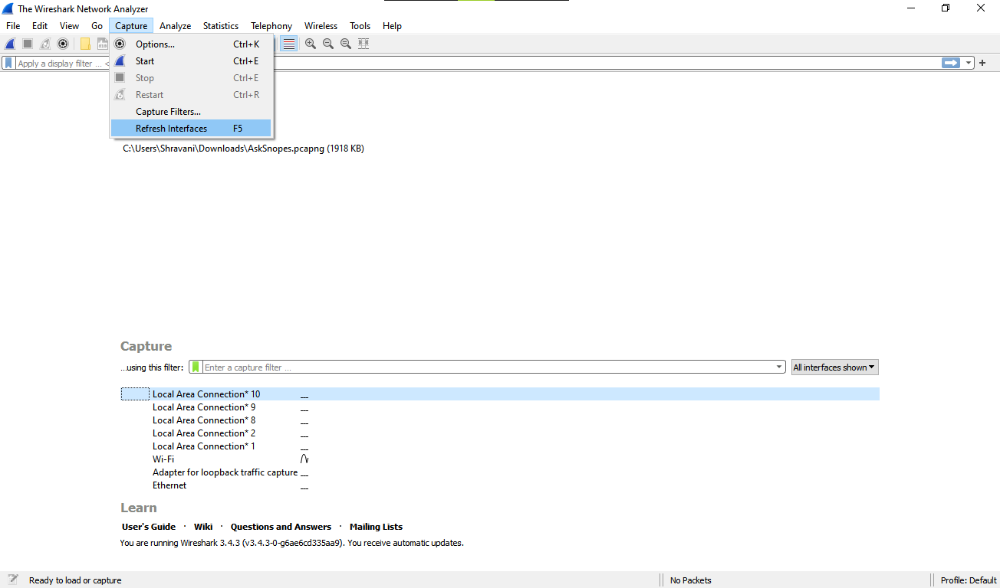 The Wireshark Network Analyzer
File Edit View Go Capture Analyze Statistics Telephony Wireless Tools Help
Options... Ctrl+K
Start Ctrl+E
Apply a display filter ... <
Stop Ctrl+E
Restart Ctrl+R
Capture Filters...
Refresh Interfaces F5
C:\Users\Shravani\Downloads\AskSnopes.pcapng (1918 KB)
Capture
...using this filter: Enter a capture filter ... All interfaces shown
Local Area Connection* 10
Local Area Connection* 9
Local Area Connection* 8
Local Area Connection* 2
Local Area Connection* 1
Wi-Fi
Adapter for loopback traffic capture
Ethernet
Learn
User's Guide · Wiki · Questions and Answers · Mailing Lists
You are running Wireshark 3.4.3 (v3.4.3-0-g6ae6cd335aa9). You receive automatic updates.
Ready to load or capture No Packets Profile: Default